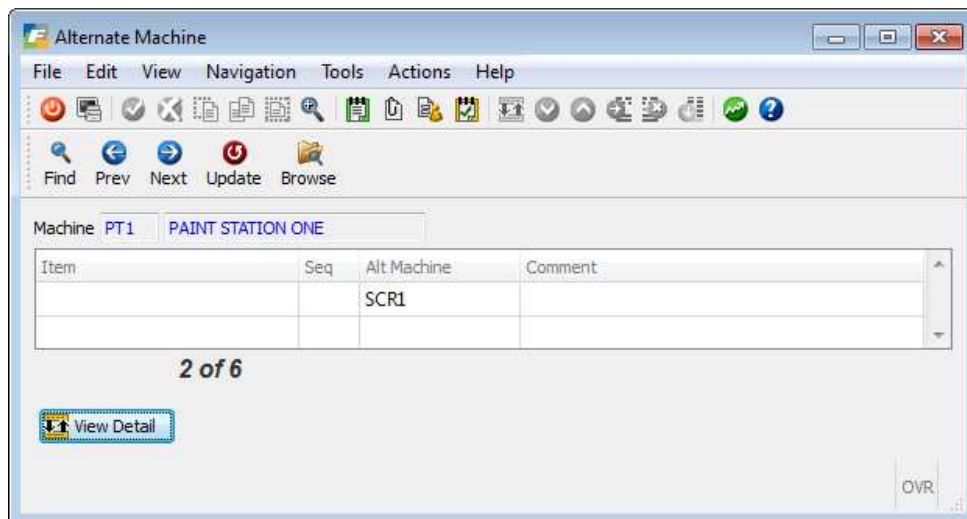 Alternate Machine
File Edit View Navigation Tools Actions Help
Find Prev Next Update Browse
Machine PT1 PAINT STATION ONE
Item Seq Alt Machine Comment
SCR1
2 of 6
View Detail
OVR